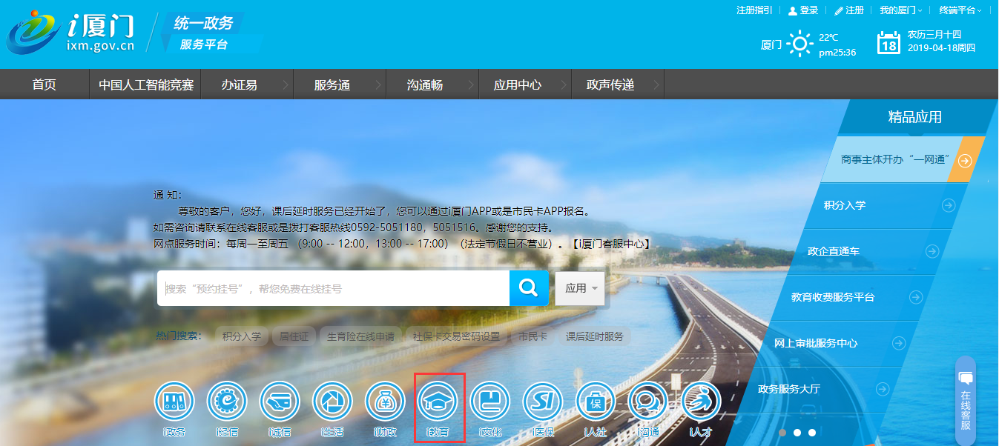 注册指引 登录 注册 我的厦门 终端平台
i厦门
ixm.gov.cn
统一政务
服务平台
厦门
22℃
pm25:36
18
农历三月十四
2019-04-18周四
首页 中国人工智能竞赛 办证易 服务通 沟通畅 应用中心 政声传递
精品应用
商事主体开办“一网通”
积分入学
政企直通车
教育收费服务平台
网上审批服务中心
政务服务大厅
通 知:
尊敬的客户，您好，课后延时服务已经开始了，您可以通过i厦门APP或是市民卡APP报名。
如需咨询请联系在线客服或是拨打客服热线0592-5051180，5051516。感谢您的支持。
网点服务时间：每周一至周五 （9:00 -- 12:00，13:00 -- 17:00）（法定节假日不营业）。【i厦门客服中心】
搜索“预约挂号”，帮您免费在线挂号
应用
热门搜索: 积分入学 居住证 生育险在线申请 社保卡交易密码设置 市民卡 课后延时服务
i政务 i经信 i诚信 i生活 i财政 i教育 i文化 i医保 保 i人社 i沟通 i人才
在线客服